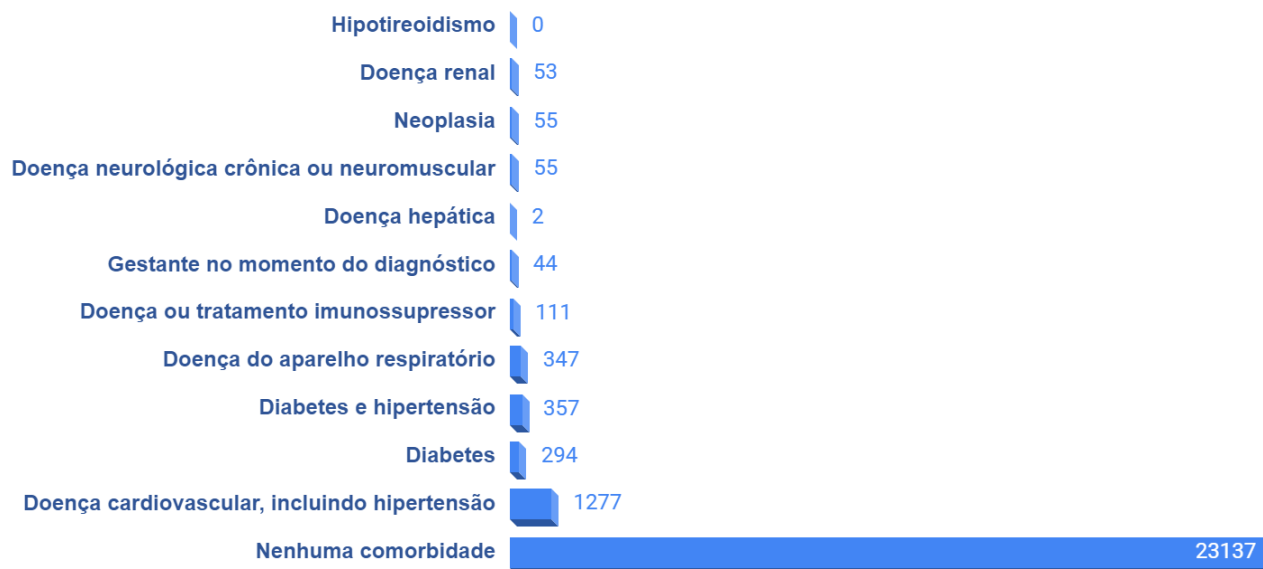 Hipotireoidismo 0
Doença renal 53
Neoplasia 55
Doença neurológica crônica ou neuromuscular 55
Doença hepática 2
Gestante no momento do diagnóstico 44
Doença ou tratamento imunossupressor 111
Doença do aparelho respiratório 347
Diabetes e hipertensão 357
Diabetes 294
Doença cardiovascular, incluindo hipertensão 1277
Nenhuma comorbidade 23137